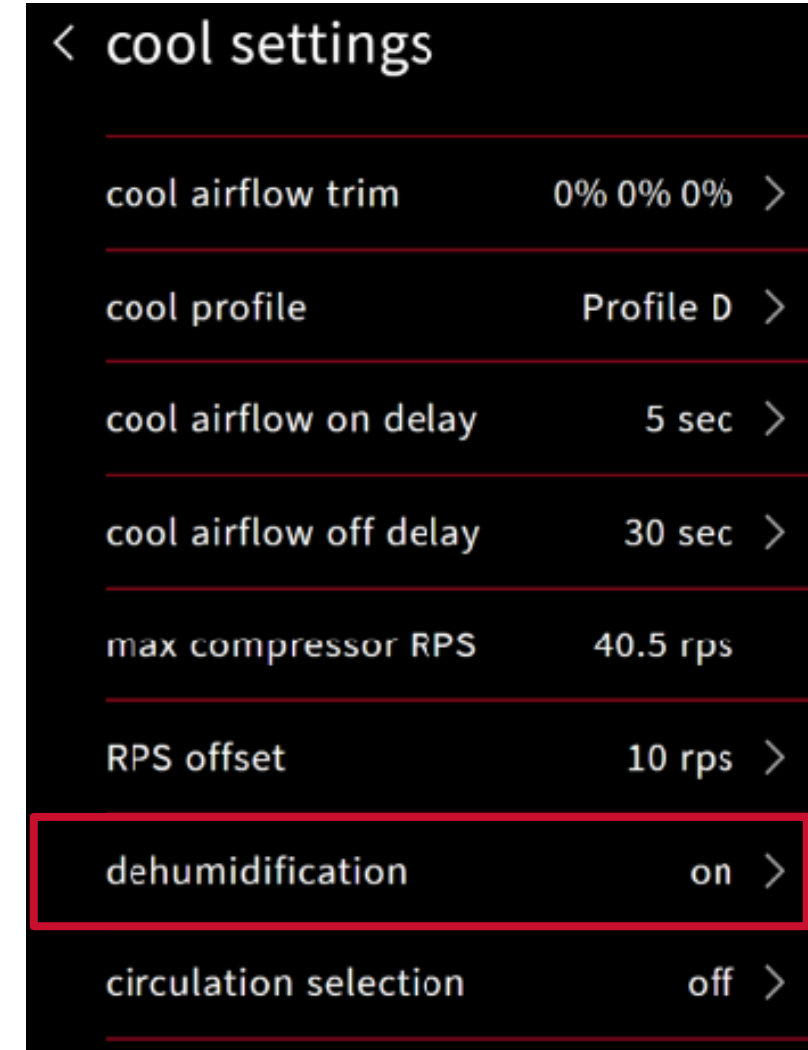 < cool settings
cool airflow trim 0% 0% 0% >
cool profile Profile D >
cool airflow on delay 5 sec >
cool airflow off delay 30 sec >
max compressor RPS 40.5 rps
RPS offset 10 rps >
dehumidification on >
circulation selection off >